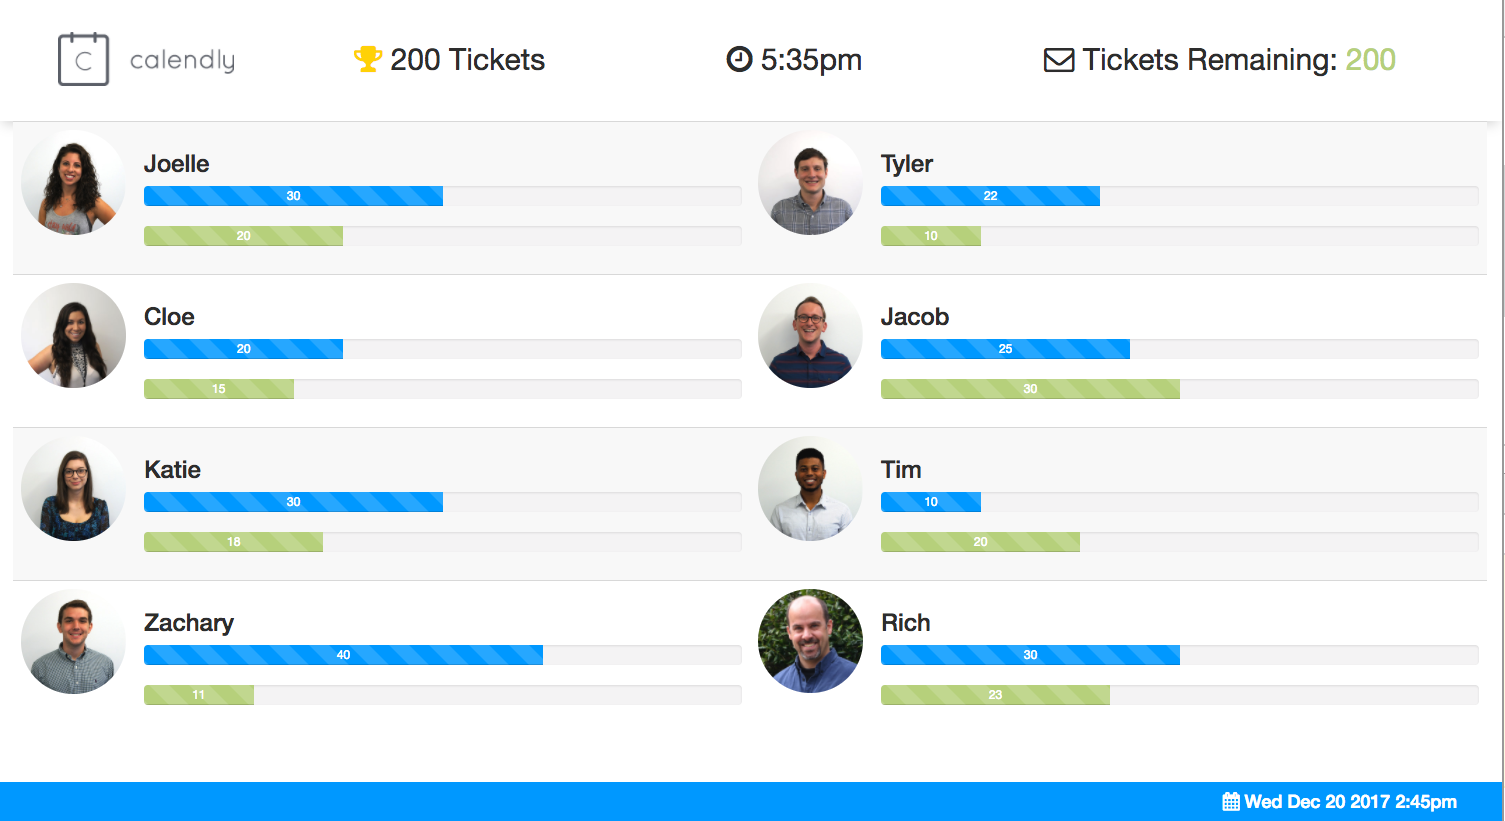 C calendly
200 Tickets
5:35pm
Tickets Remaining: 200
Joelle
30
20
Tyler
22
10
Cloe
20
15
Jacob
25
30
Katie
30
18
Tim
10
20
Zachary
40
11
Rich
30
23
Wed Dec 20 2017 2:45pm